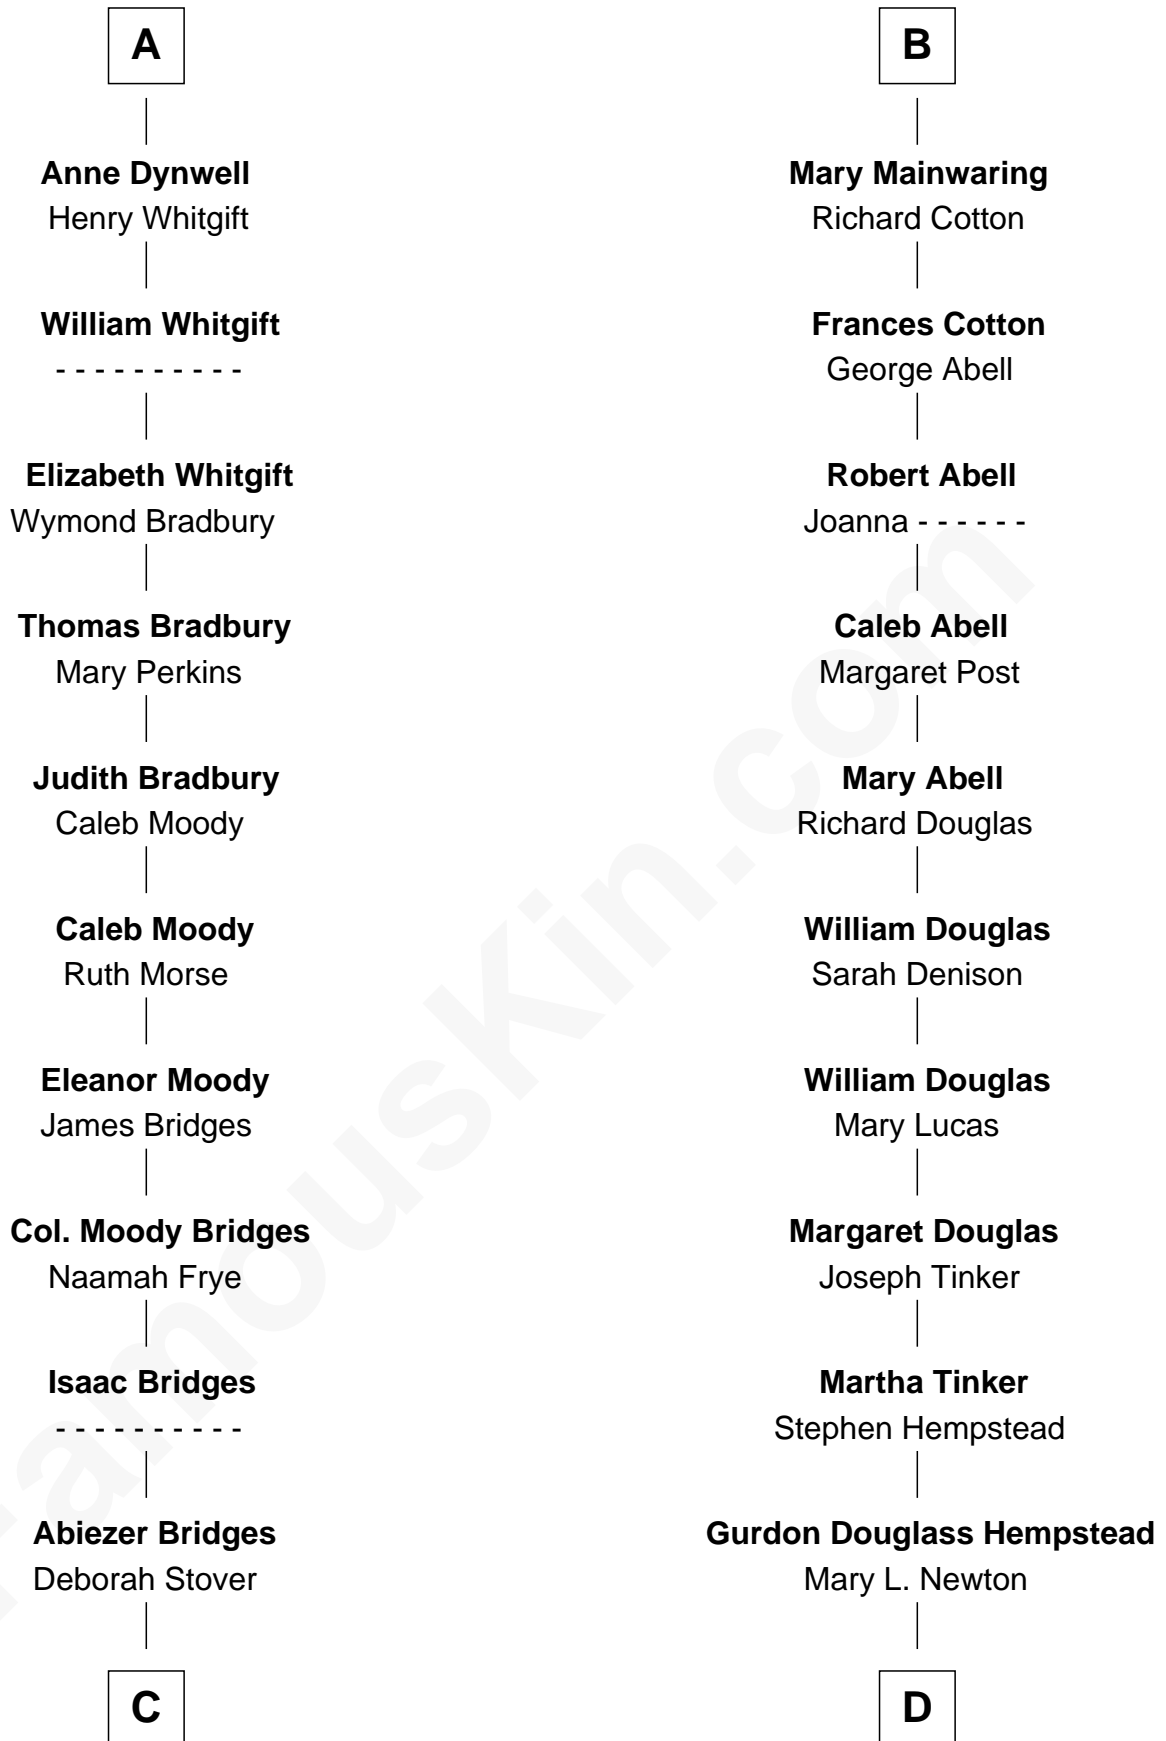 A
Anne Dynwell
Henry Whitgift
William Whitgift
- - - - - - - - - -
Elizabeth Whitgift
Wymond Bradbury
Thomas Bradbury
Mary Perkins
Judith Bradbury
Caleb Moody
Caleb Moody
Ruth Morse
Eleanor Moody
James Bridges
Col. Moody Bridges
Naamah Frye
Isaac Bridges
- - - - - - - - - -
Abiezer Bridges
Deborah Stover
C
B
Mary Mainwaring
Richard Cotton
Frances Cotton
George Abell
Robert Abell
Joanna - - - - - -
Caleb Abell
Margaret Post
Mary Abell
Richard Douglas
William Douglas
Sarah Denison
William Douglas
Mary Lucas
Margaret Douglas
Joseph Tinker
Martha Tinker
Stephen Hempstead
Gurdon Douglass Hempstead
Mary L. Newton
D
FamousKin.com